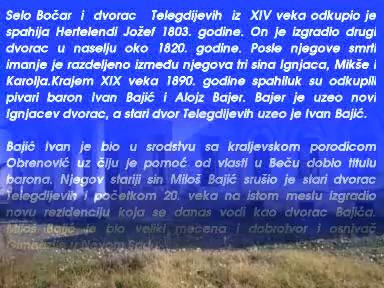 Selo Bočar i dvorac Telegdijevih iz XIV veka odkupio je
spahija Hertelendi Jožef 1803. godine. On je izgradio drugi
dvorac u naselju oko 1820. godine. Posle njegove smrti
imanje je razdeljeno između njegova tri sina Ignjaca, Mikše i
Karolja.Krajem XIX veka 1890. godine spahiluk su odkupili
pivari baron Ivan Bajić i Alojz Bajer. Bajer je uzeo novi
Ignjacev dvorac, a stari dvor Telegdijevih uzeo je Ivan Bajić.
Bajić Ivan je bio u srodstvu sa kraljevskom porodicom
Obrenović uz čiju je pomoć od vlasti u Beču dobio titulu
barona. Njegov stariji sin Miloš Bajić srušio je stari dvorac
Telegdijevih i početkom 20. veka na istom mestu izgradio
novu rezidenciju koja se danas vodi kao dvorac Bajića.
Miloš Bajić je bio veliki mecena i dobrotvor i osnivač
Gimnazije u Novom Sadu